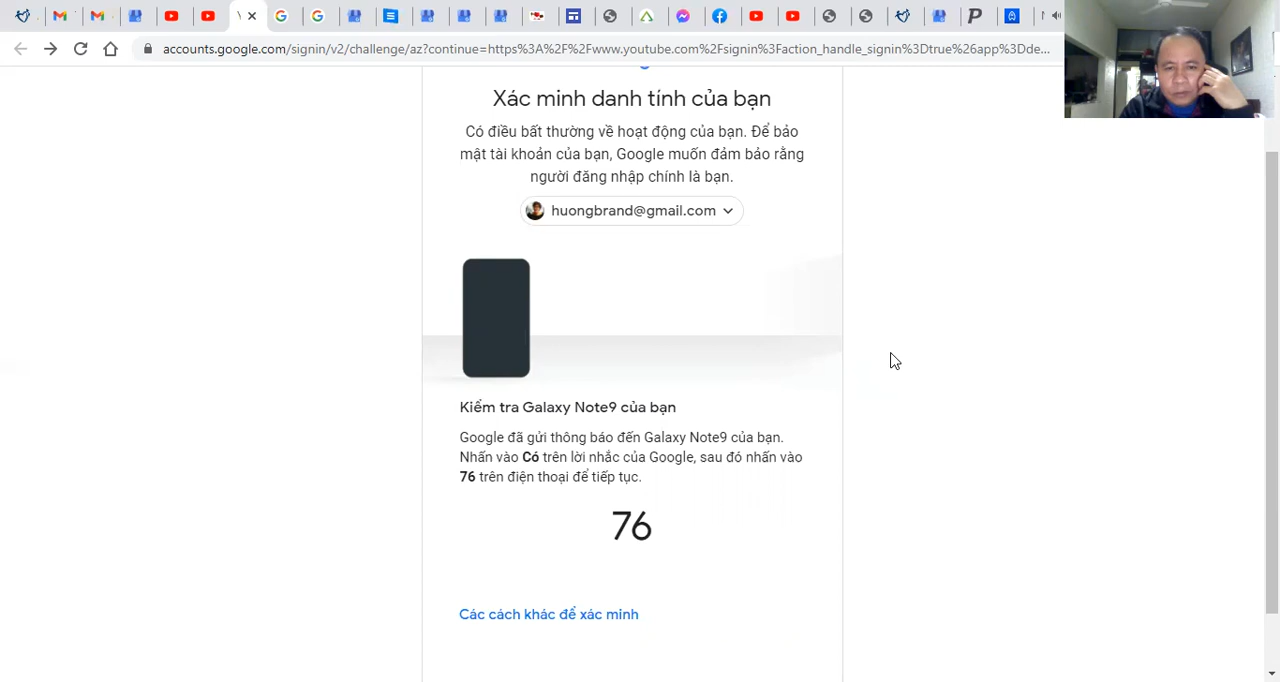 accounts.google.com/signin/v2/challenge/az?continue=https%3A%2F%2Fwww.youtube.com%2Fsignin%3Faction_handle_signin%3Dtrue%26app%3Dde...
Xác minh danh tính của bạn
Có điều bất thường về hoạt động của bạn. Để bảo
mật tài khoản của bạn, Google muốn đảm bảo rằng
người đăng nhập chính là bạn.
huongbrand@gmail.com
Kiểm tra Galaxy Note9 của bạn
Google đã gửi thông báo đến Galaxy Note9 của bạn.
Nhấn vào Có trên lời nhắc của Google, sau đó nhấn vào
76 trên điện thoại để tiếp tục.
76
Các cách khác để xác minh